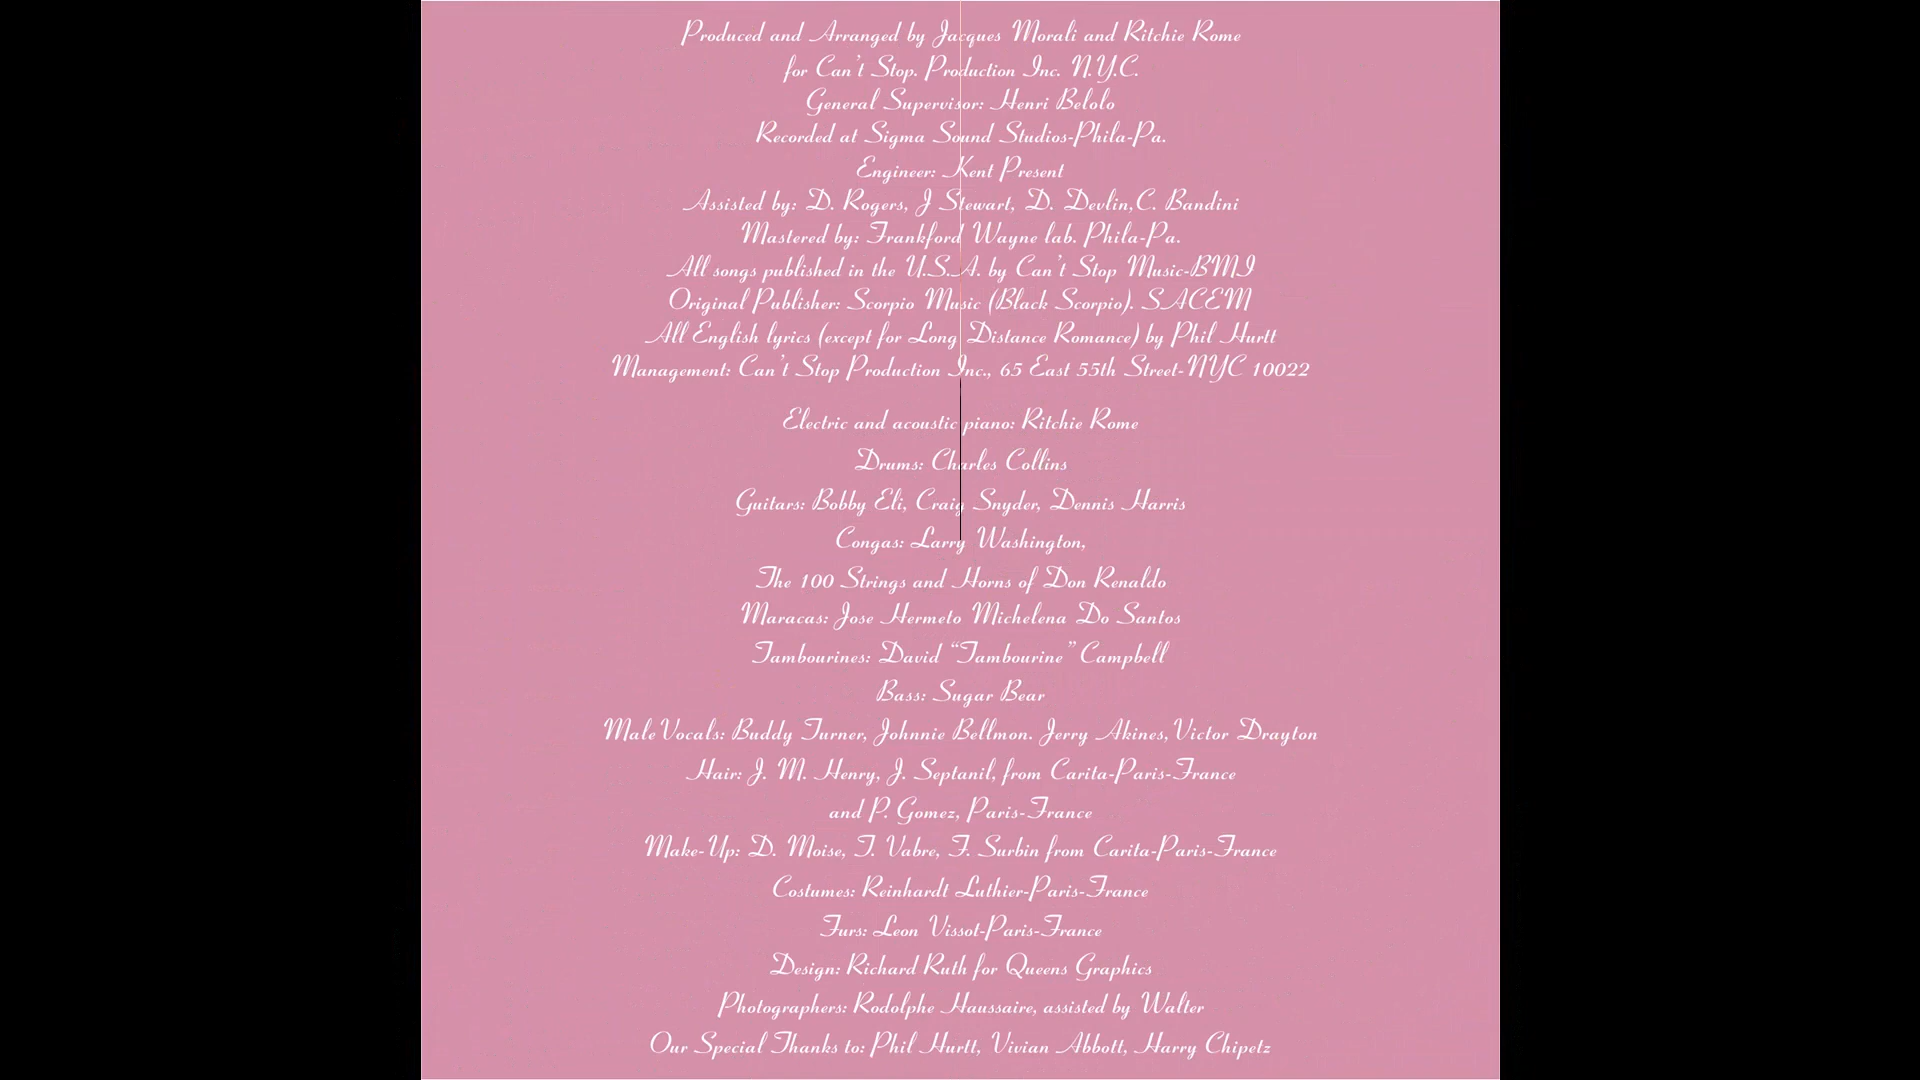 Produced and Arranged by Jacques Morali and Ritchie Rome
for Can't Stop. Production Inc. N.Y.C.
General Supervisor: Henri Belolo
Recorded at Sigma Sound Studios-Phila-Pa.
Engineer: Kent Present
Assisted by: D. Rogers, J Stewart, D. Devlin,C. Bandini
Mastered by: Frankford Wayne lab. Phila-Pa.
All songs published in the U.S.A. by Can't Stop Music-BMI
Original Publisher: Scorpio Music (Black Scorpio). SACEM
All English lyrics (except for Long Distance Romance) by Phil Hurtt
Management: Can't Stop Production Inc., 65 East 55th Street-NYC 10022
Electric and acoustic piano: Ritchie Rome
Drums: Charles Collins
Guitars: Bobby Eli, Craig Snyder, Dennis Harris
Congas: Larry Washington,
The 100 Strings and Horns of Don Renaldo
Maracas: Jose Hermeto Michelena Do Santos
Tambourines: David “Tambourine” Campbell
Bass: Sugar Bear
Male Vocals: Buddy Turner, Johnnie Bellmon. Jerry Akines, Victor Drayton
Hair: J. M. Henry, J. Septanil, from Carita-Paris-France
and P. Gomez, Paris-France
Make-Up: D. Moise, T. Vabre, F. Surbin from Carita-Paris-France
Costumes: Reinhardt Luthier-Paris-France
Furs: Leon Vissot-Paris-France
Design: Richard Ruth for Queens Graphics
Photographers: Rodolphe Haussaire, assisted by Walter
Our Special Thanks to: Phil Hurtt, Vivian Abbott, Harry Chipetz